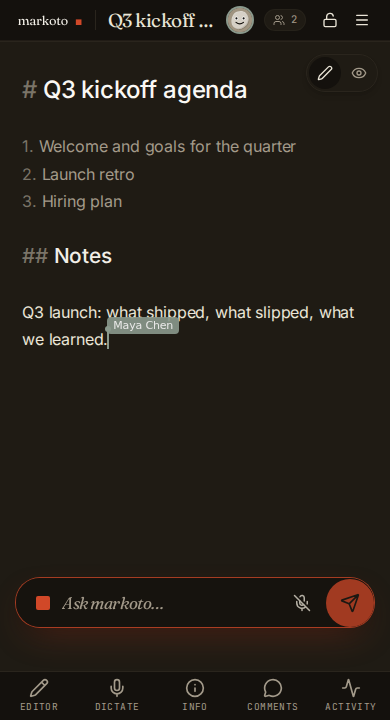 markoto
Q3 kickoff ...
2
# Q3 kickoff agenda
1. Welcome and goals for the quarter
2. Launch retro
3. Hiring plan
## Notes
Q3 launch: what shipped, what slipped, what
we learned.
Maya Chen
Ask markoto...
EDITOR
DICTATE
INFO
COMMENTS
ACTIVITY